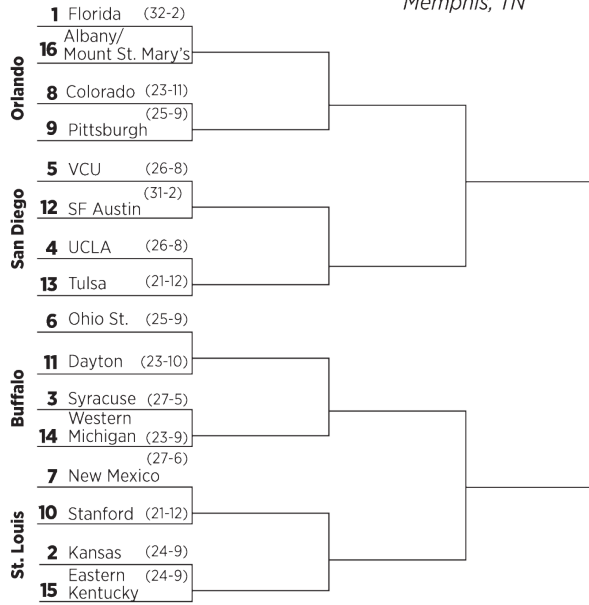 Memphis, TN
Orlando
1 Florida (32-2)
Albany/
16 Mount St. Mary's
8 Colorado (23-11)
(25-9)
9 Pittsburgh
San Diego
5 VCU (26-8)
(31-2)
12 SF Austin
4 UCLA (26-8)
13 Tulsa (21-12)
Buffalo
6 Ohio St. (25-9)
11 Dayton (23-10)
3 Syracuse (27-5)
Western
14 Michigan (23-9)
St. Louis
(27-6)
7 New Mexico
10 Stanford (21-12)
2 Kansas (24-9)
Eastern (24-9)
15 Kentucky